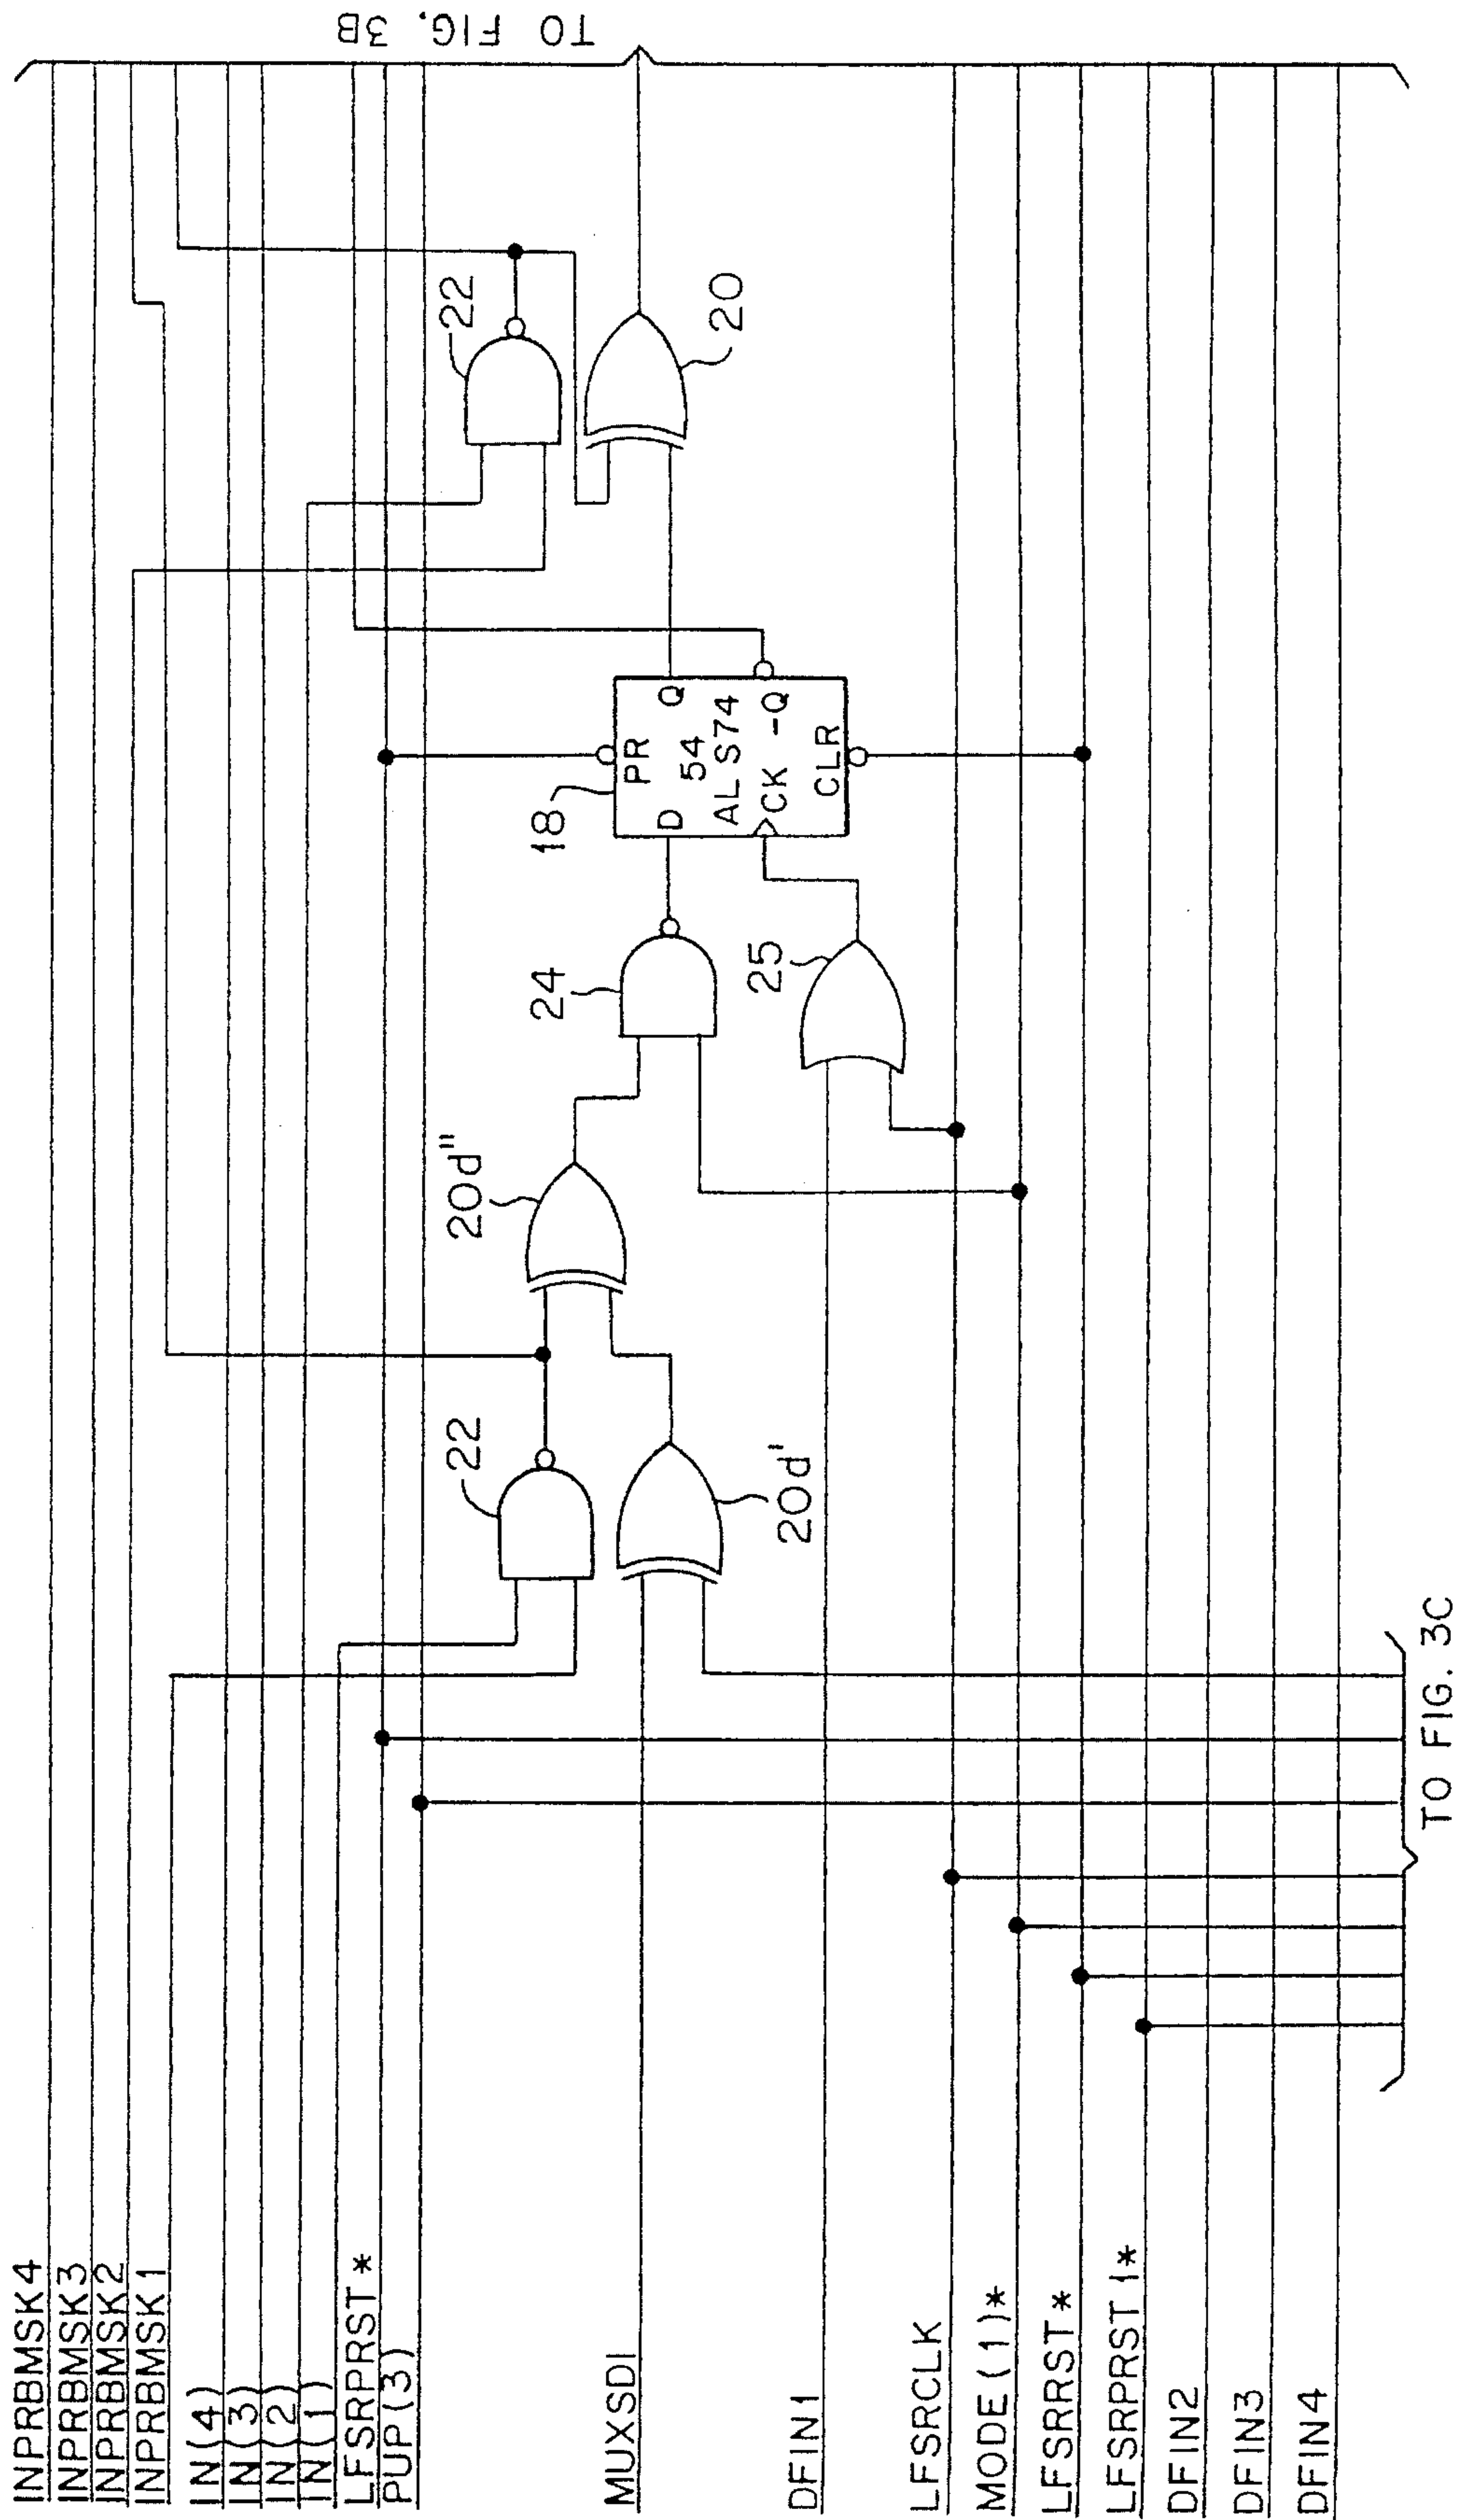 INPRBMSK4
INPRBMSK3
INPRBMSK2
INPRBMSK1
IN(4)
IN(3)
IN(2)
IN(1)
LFSRPRST*
PUP(3)
MUXSDI
DFIN1
LFSRCLK
MODE(1)*
LFSRRST*
LFSRPRST1*
DFIN2
DFIN3
DFIN4
22
20d'
20d"
24
25
18
PR
D
Q
54
ALS74
CK
-Q
CLR
22
20
TO FIG. 3B
TO FIG. 3C